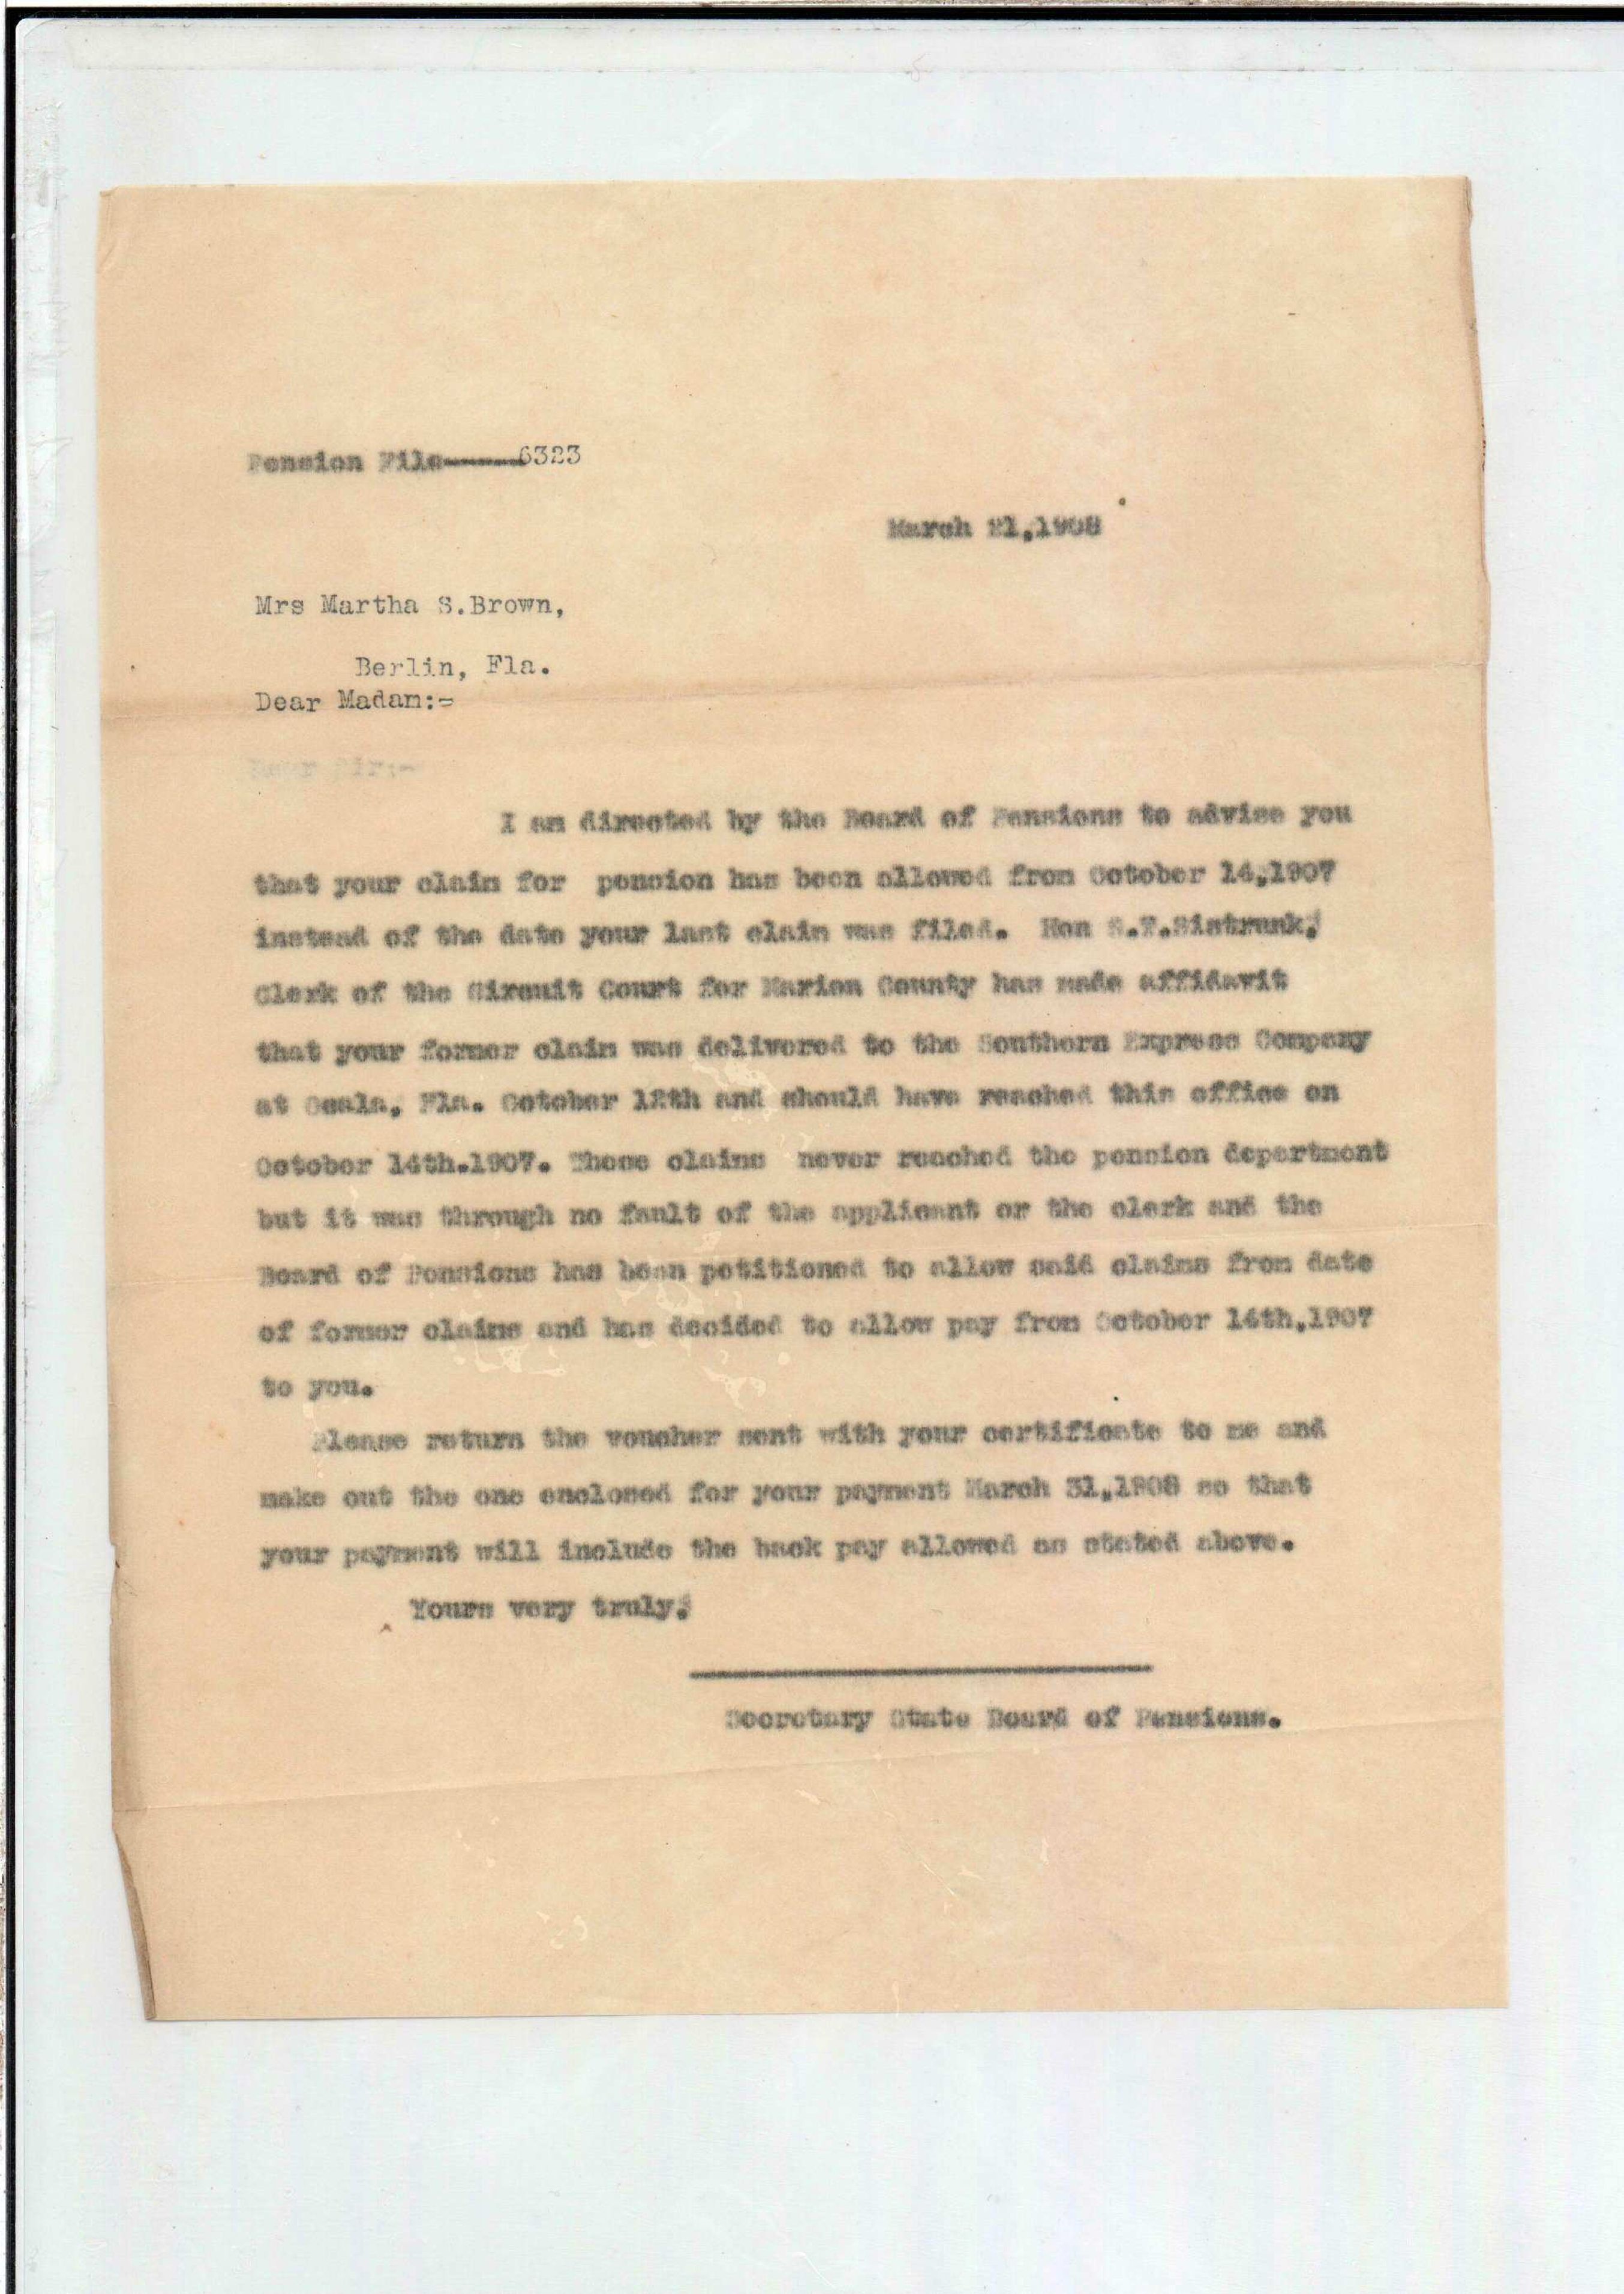 Pension File-----6323
March 21,1908
Mrs Martha S.Brown,
Berlin, Fla.
Dear Madam:-
Dear Sir:-
I am directed by the Board of Pensions to advise you
that your claim for pension has been allowed from October 14,1907
instead of the date your last claim was filed. Hon S.T.Sistrunk,
Clerk of the Circuit Court for Marion County has made affidavit
that your former claim was delivered to the Southern Express Company
at Ocala, Fla. October 12th and should have reached this office on
October 14th.1907. These claims never reached the pension department
but it was through no fault of the applicant or the clerk and the
Board of Pensions has been petitioned to allow said claims from date
of former claims and has decided to allow pay from October 14th,1907
to you.
Please return the voucher sent with your certificate to me and
make out the one enclosed for your payment March 31,1908 so that
your payment will include the back pay allowed as stated above.
Yours very truly,
Secretary State Board of Pensions.